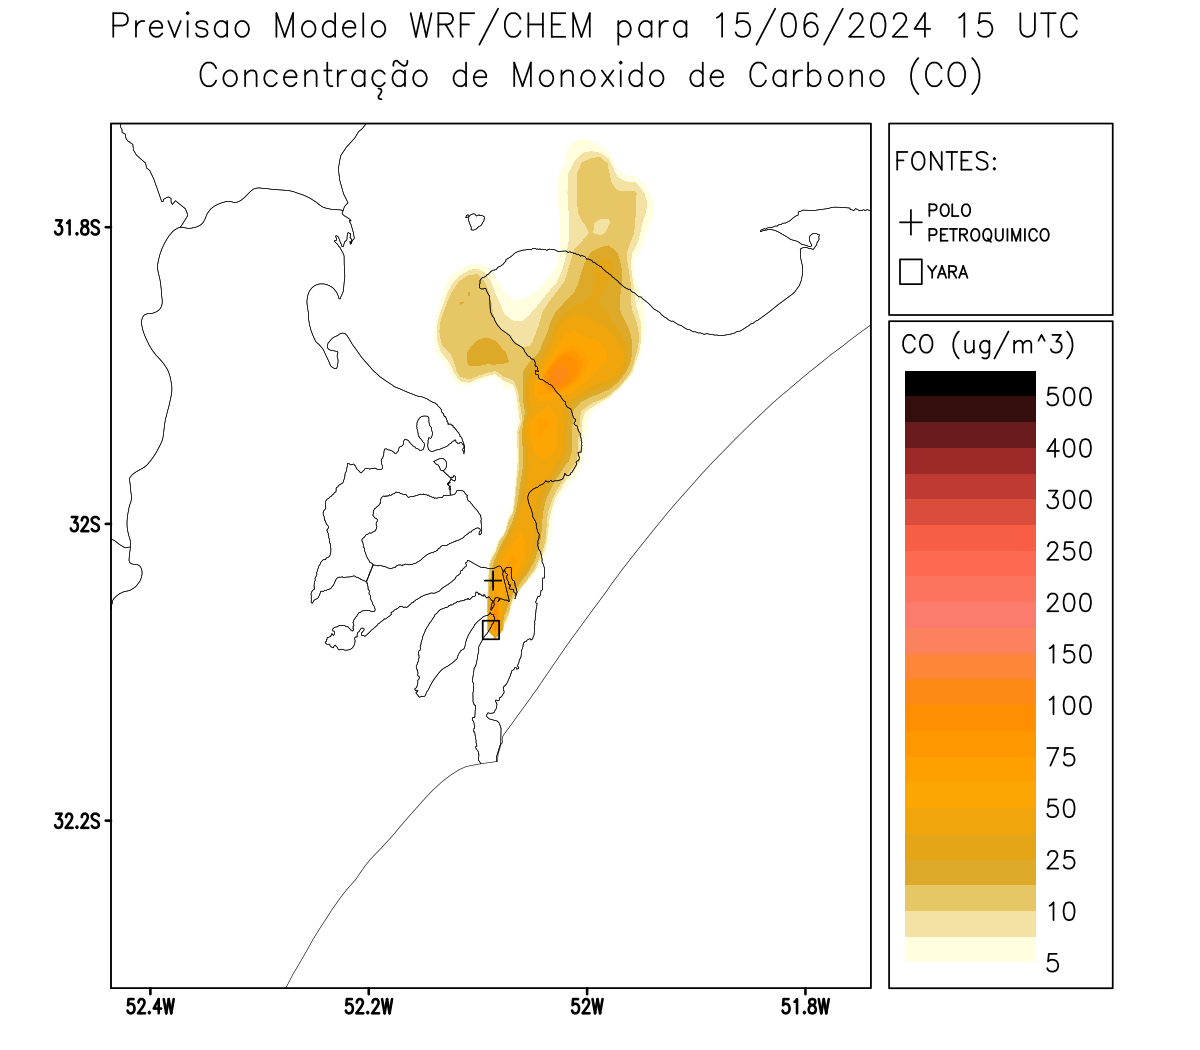 Previsao Modelo WRF/CHEM para 15/06/2024 15 UTC
Concentração de Monoxido de Carbono (CO)
FONTES:
POLO
PETROQUIMICO
YARA
31.8S
32S
32.2S
52.4W
52.2W
52W
51.8W
CO (ug/m^3)
500
400
300
250
200
150
100
75
50
25
10
5